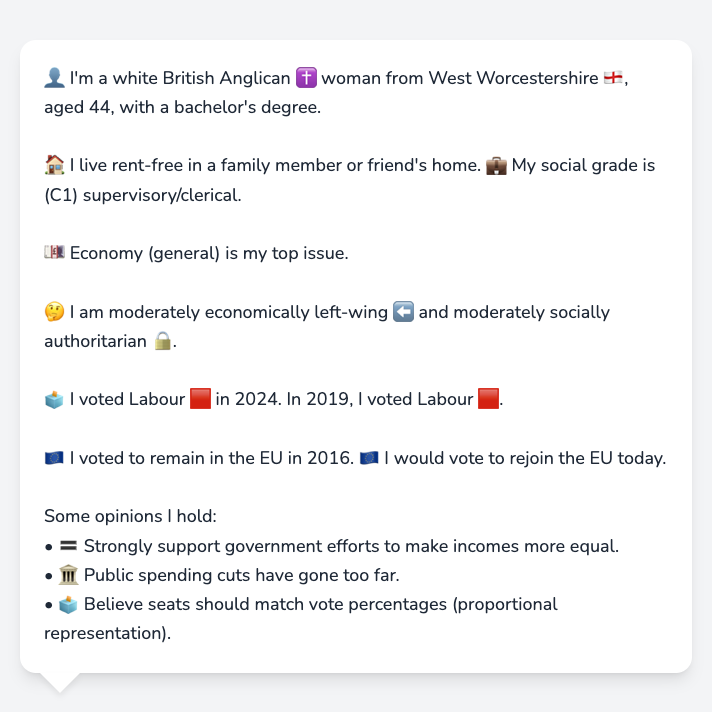 👤 I'm a white British Anglican ✝️ woman from West Worcestershire 🏴󠁧󠁢󠁥󠁮󠁧󠁿,
aged 44, with a bachelor's degree.
🏠 I live rent-free in a family member or friend's home. 💼 My social grade is
(C1) supervisory/clerical.
💷 Economy (general) is my top issue.
🤔 I am moderately economically left-wing ⬅️ and moderately socially
authoritarian 🔒.
🗳️ I voted Labour 🟥 in 2024. In 2019, I voted Labour 🟥.
🇪🇺 I voted to remain in the EU in 2016. 🇪🇺 I would vote to rejoin the EU today.
Some opinions I hold:
• 🟰 Strongly support government efforts to make incomes more equal.
• 🏛️ Public spending cuts have gone too far.
• 🗳️ Believe seats should match vote percentages (proportional
representation).